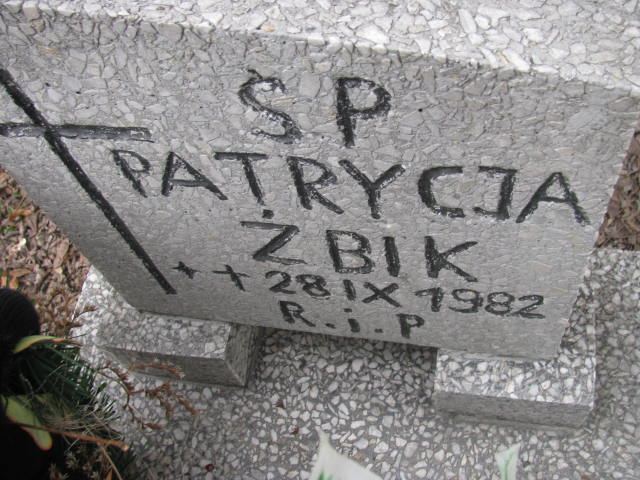 ŚP
PATRYCJA
ŻBIK
* + 28 IX 1982
R.i.P